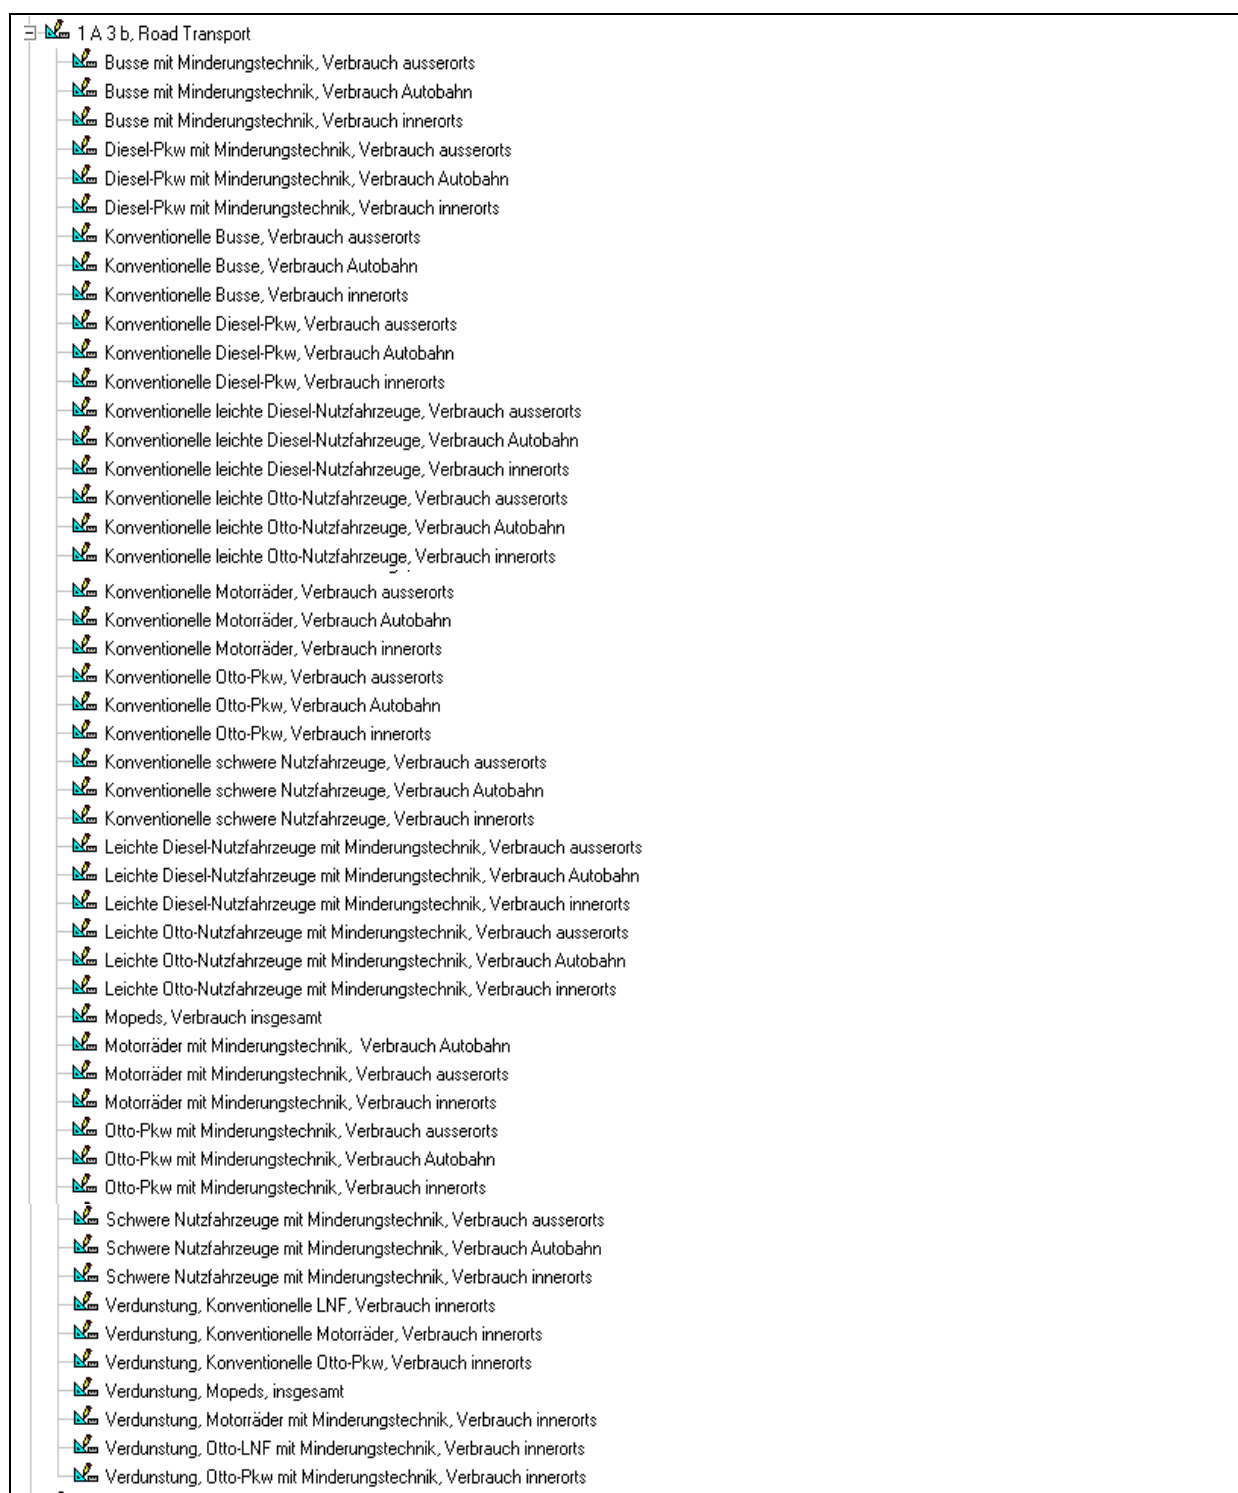 1 A 3 b, Road Transport
Busse mit Minderungstechnik, Verbrauch ausserorts
Busse mit Minderungstechnik, Verbrauch Autobahn
Busse mit Minderungstechnik, Verbrauch innerorts
Diesel-Pkw mit Minderungstechnik, Verbrauch ausserorts
Diesel-Pkw mit Minderungstechnik, Verbrauch Autobahn
Diesel-Pkw mit Minderungstechnik, Verbrauch innerorts
Konventionelle Busse, Verbrauch ausserorts
Konventionelle Busse, Verbrauch Autobahn
Konventionelle Busse, Verbrauch innerorts
Konventionelle Diesel-Pkw, Verbrauch ausserorts
Konventionelle Diesel-Pkw, Verbrauch Autobahn
Konventionelle Diesel-Pkw, Verbrauch innerorts
Konventionelle leichte Diesel-Nutzfahrzeuge, Verbrauch ausserorts
Konventionelle leichte Diesel-Nutzfahrzeuge, Verbrauch Autobahn
Konventionelle leichte Diesel-Nutzfahrzeuge, Verbrauch innerorts
Konventionelle leichte Otto-Nutzfahrzeuge, Verbrauch ausserorts
Konventionelle leichte Otto-Nutzfahrzeuge, Verbrauch Autobahn
Konventionelle leichte Otto-Nutzfahrzeuge, Verbrauch innerorts
Konventionelle Motorräder, Verbrauch ausserorts
Konventionelle Motorräder, Verbrauch Autobahn
Konventionelle Motorräder, Verbrauch innerorts
Konventionelle Otto-Pkw, Verbrauch ausserorts
Konventionelle Otto-Pkw, Verbrauch Autobahn
Konventionelle Otto-Pkw, Verbrauch innerorts
Konventionelle schwere Nutzfahrzeuge, Verbrauch ausserorts
Konventionelle schwere Nutzfahrzeuge, Verbrauch Autobahn
Konventionelle schwere Nutzfahrzeuge, Verbrauch innerorts
Leichte Diesel-Nutzfahrzeuge mit Minderungstechnik, Verbrauch ausserorts
Leichte Diesel-Nutzfahrzeuge mit Minderungstechnik, Verbrauch Autobahn
Leichte Diesel-Nutzfahrzeuge mit Minderungstechnik, Verbrauch innerorts
Leichte Otto-Nutzfahrzeuge mit Minderungstechnik, Verbrauch ausserorts
Leichte Otto-Nutzfahrzeuge mit Minderungstechnik, Verbrauch Autobahn
Leichte Otto-Nutzfahrzeuge mit Minderungstechnik, Verbrauch innerorts
Mopeds, Verbrauch insgesamt
Motorräder mit Minderungstechnik,  Verbrauch Autobahn
Motorräder mit Minderungstechnik, Verbrauch ausserorts
Motorräder mit Minderungstechnik, Verbrauch innerorts
Otto-Pkw mit Minderungstechnik, Verbrauch ausserorts
Otto-Pkw mit Minderungstechnik, Verbrauch Autobahn
Otto-Pkw mit Minderungstechnik, Verbrauch innerorts
Schwere Nutzfahrzeuge mit Minderungstechnik, Verbrauch ausserorts
Schwere Nutzfahrzeuge mit Minderungstechnik, Verbrauch Autobahn
Schwere Nutzfahrzeuge mit Minderungstechnik, Verbrauch innerorts
Verdunstung, Konventionelle LNF, Verbrauch innerorts
Verdunstung, Konventionelle Motorräder, Verbrauch innerorts
Verdunstung, Konventionelle Otto-Pkw, Verbrauch innerorts
Verdunstung, Mopeds, insgesamt
Verdunstung, Motorräder mit Minderungstechnik, Verbrauch innerorts
Verdunstung, Otto-LNF mit Minderungstechnik, Verbrauch innerorts
Verdunstung, Otto-Pkw mit Minderungstechnik, Verbrauch innerorts